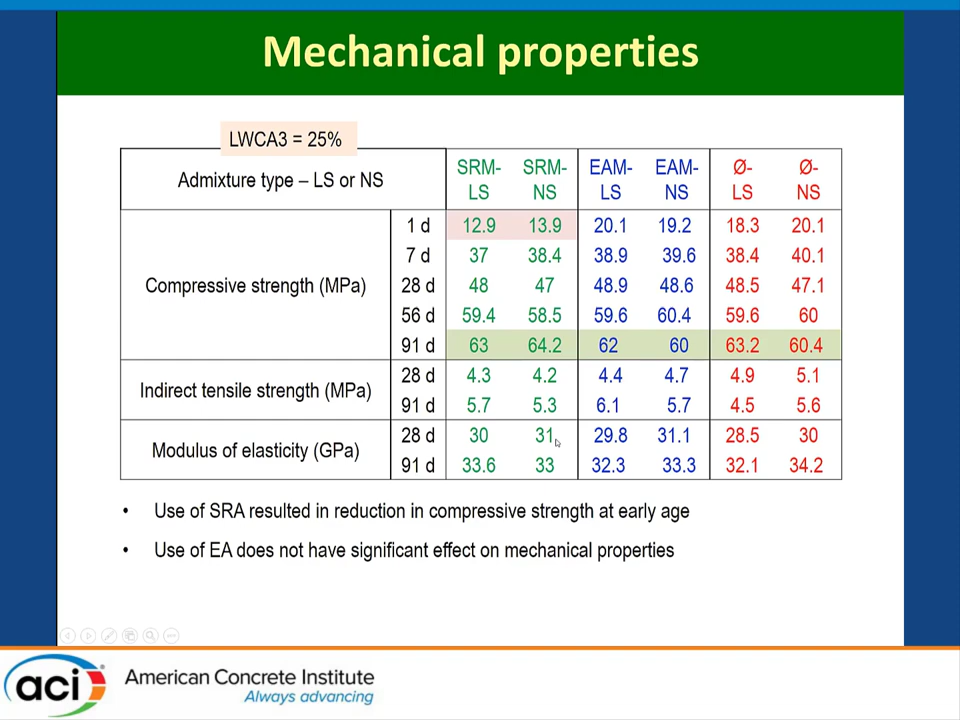 Mechanical properties
LWCA3 = 25%
Admixture type – LS or NS SRM-LS SRM-NS EAM-LS EAM-NS Ø-LS Ø-NS
Compressive strength (MPa)
1 d 12.9 13.9 20.1 19.2 18.3 20.1
7 d 37 38.4 38.9 39.6 38.4 40.1
28 d 48 47 48.9 48.6 48.5 47.1
56 d 59.4 58.5 59.6 60.4 59.6 60
91 d 63 64.2 62 60 63.2 60.4
Indirect tensile strength (MPa)
28 d 4.3 4.2 4.4 4.7 4.9 5.1
91 d 5.7 5.3 6.1 5.7 4.5 5.6
Modulus of elasticity (GPa)
28 d 30 31 29.8 31.1 28.5 30
91 d 33.6 33 32.3 33.3 32.1 34.2
• Use of SRA resulted in reduction in compressive strength at early age
• Use of EA does not have significant effect on mechanical properties
aci
American Concrete Institute
Always advancing